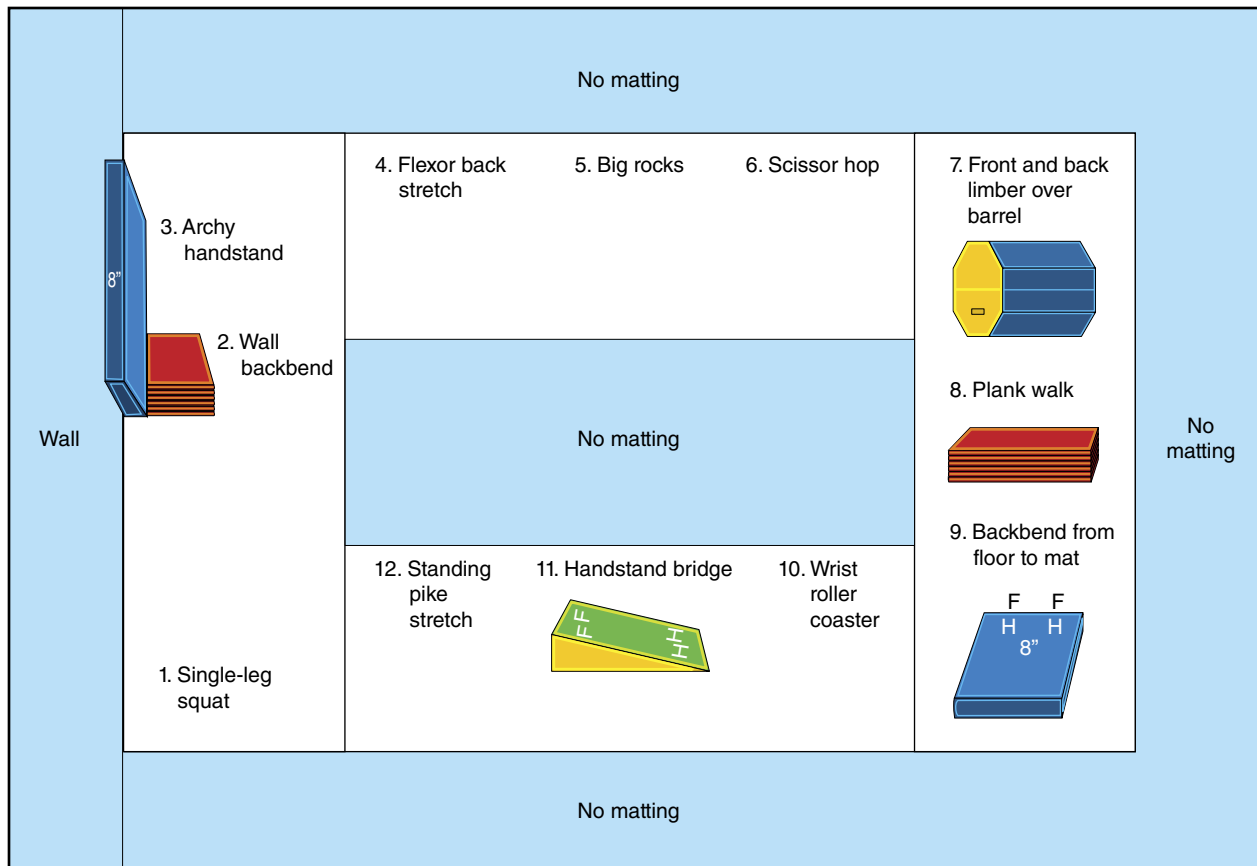 No matting
3. Archy
handstand
8”
2. Wall
backbend
Wall
1. Single-leg
squat
4. Flexor back
stretch
5. Big rocks
6. Scissor hop
7. Front and back
limber over
barrel
No matting
8. Plank walk
No
matting
9. Backbend from
floor to mat
F F
H H
8”
10. Wrist
roller
coaster
11. Handstand bridge
F F
H H
12. Standing
pike
stretch
No matting